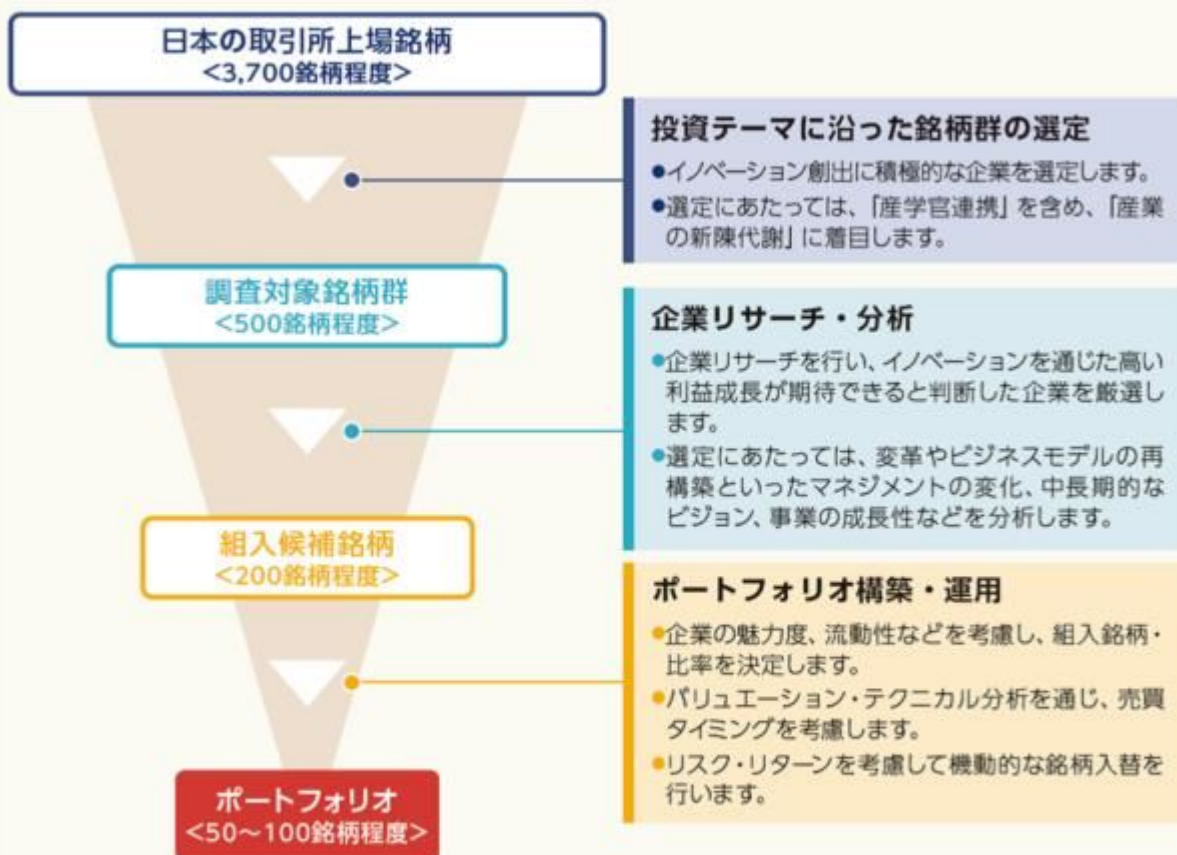 日本の取引所上場銘柄
<3,700銘柄程度>
投資テーマに沿った銘柄群の選定
●イノベーション創出に積極的な企業を選定します。
●選定にあたっては、「産学官連携」を含め、「産業
の新陳代謝」に着目します。
調査対象銘柄群
<500銘柄程度>
企業リサーチ・分析
●企業リサーチを行い、イノベーションを通じた高い
利益成長が期待できると判断した企業を厳選し
ます。
●選定にあたっては、変革やビジネスモデルの再
構築といったマネジメントの変化、中長期的な
ビジョン、事業の成長性などを分析します。
組入候補銘柄
<200銘柄程度>
ポートフォリオ構築・運用
●企業の魅力度、流動性などを考慮し、組入銘柄・
比率を決定します。
●バリュエーション・テクニカル分析を通じ、売買
タイミングを考慮します。
●リスク・リターンを考慮して機動的な銘柄入替を
行います。
ポートフォリオ
<50～100銘柄程度>